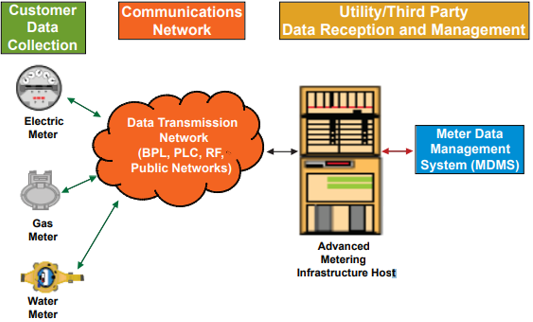 Customer
Data
Collection
Communications
Network
Utility/Third Party
Data Reception and Management
Electric
Meter
Data Transmission
Network
(BPL, PLC, RF,
Public Networks)
Meter Data
Management
System (MDMS)
Gas
Meter
Advanced
Metering
Infrastructure Host
Water
Meter